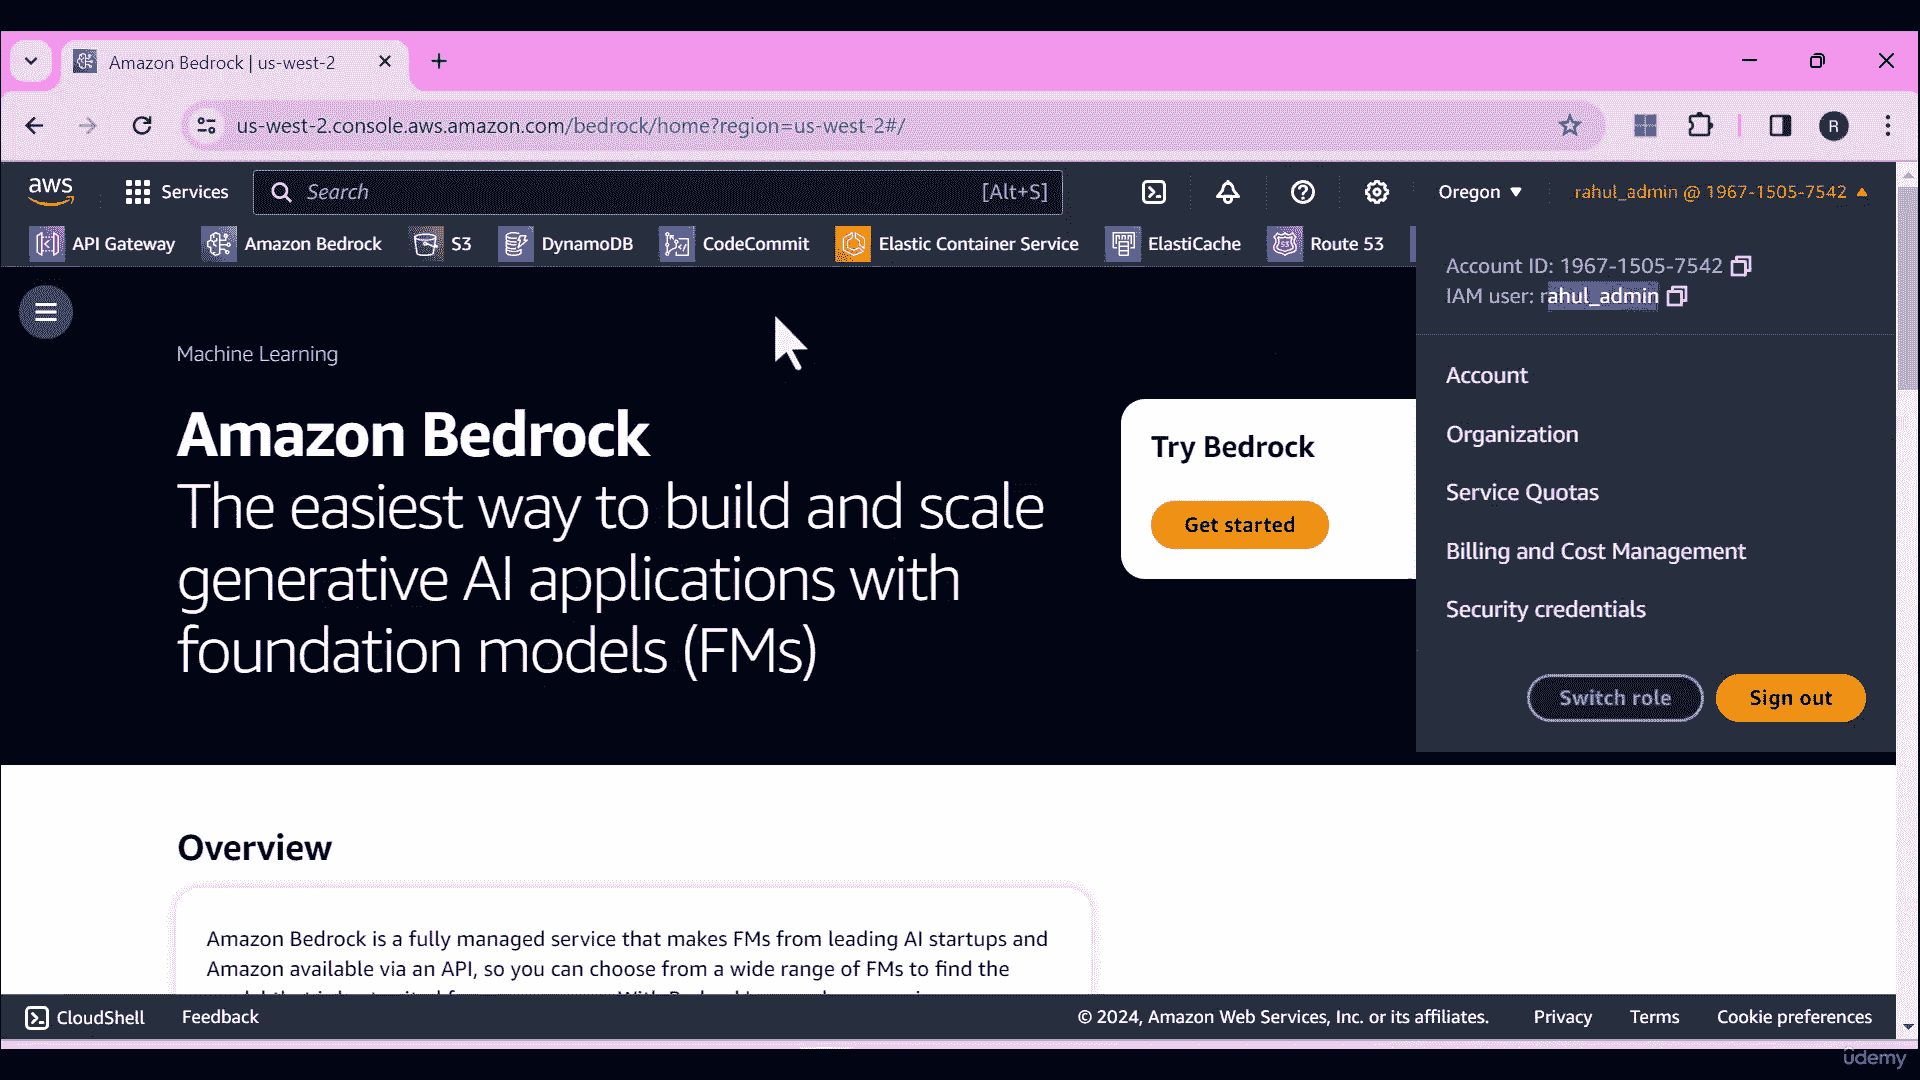 Amazon Bedrock | us-west-2
us-west-2.console.aws.amazon.com/bedrock/home?region=us-west-2#/
R
aws
Services
Search
[Alt+S]
Oregon
rahul_admin @ 1967-1505-7542
API Gateway
Amazon Bedrock
S3
DynamoDB
CodeCommit
Elastic Container Service
ElastiCache
Route 53
Account ID: 1967-1505-7542
IAM user: rahul_admin
Account
Organization
Service Quotas
Billing and Cost Management
Security credentials
Switch role
Sign out
Machine Learning
Amazon Bedrock
The easiest way to build and scale
generative AI applications with
foundation models (FMs)
Try Bedrock
Get started
Overview
Amazon Bedrock is a fully managed service that makes FMs from leading AI startups and
Amazon available via an API, so you can choose from a wide range of FMs to find the
CloudShell
Feedback
© 2024, Amazon Web Services, Inc. or its affiliates.
Privacy
Terms
Cookie preferences
ûdemy